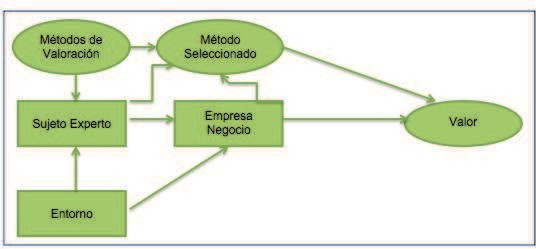 Métodos de
Valoración
Método
Seleccionado
Sujeto Experto
Empresa
Negocio
Valor
Entorno